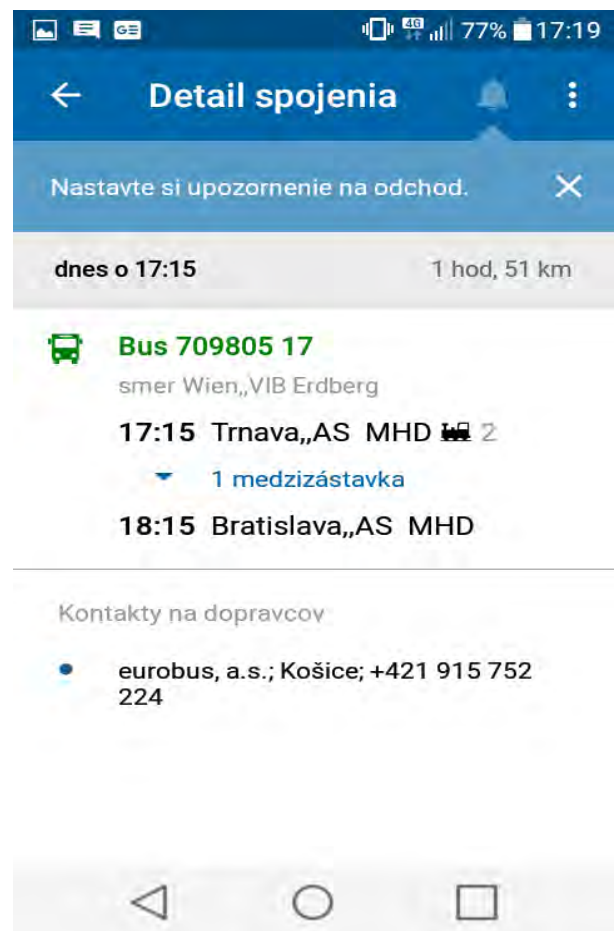 GE 4G 77% 17:19
Detail spojenia
Nastavte si upozornenie na odchod.
dnes o 17:15 1 hod, 51 km
Bus 709805 17
smer Wien,,VIB Erdberg
17:15 Trnava,,AS MHD 2
1 medzizástavka
18:15 Bratislava,,AS MHD
Kontakty na dopravcov
eurobus, a.s.; Košice; +421 915 752
224